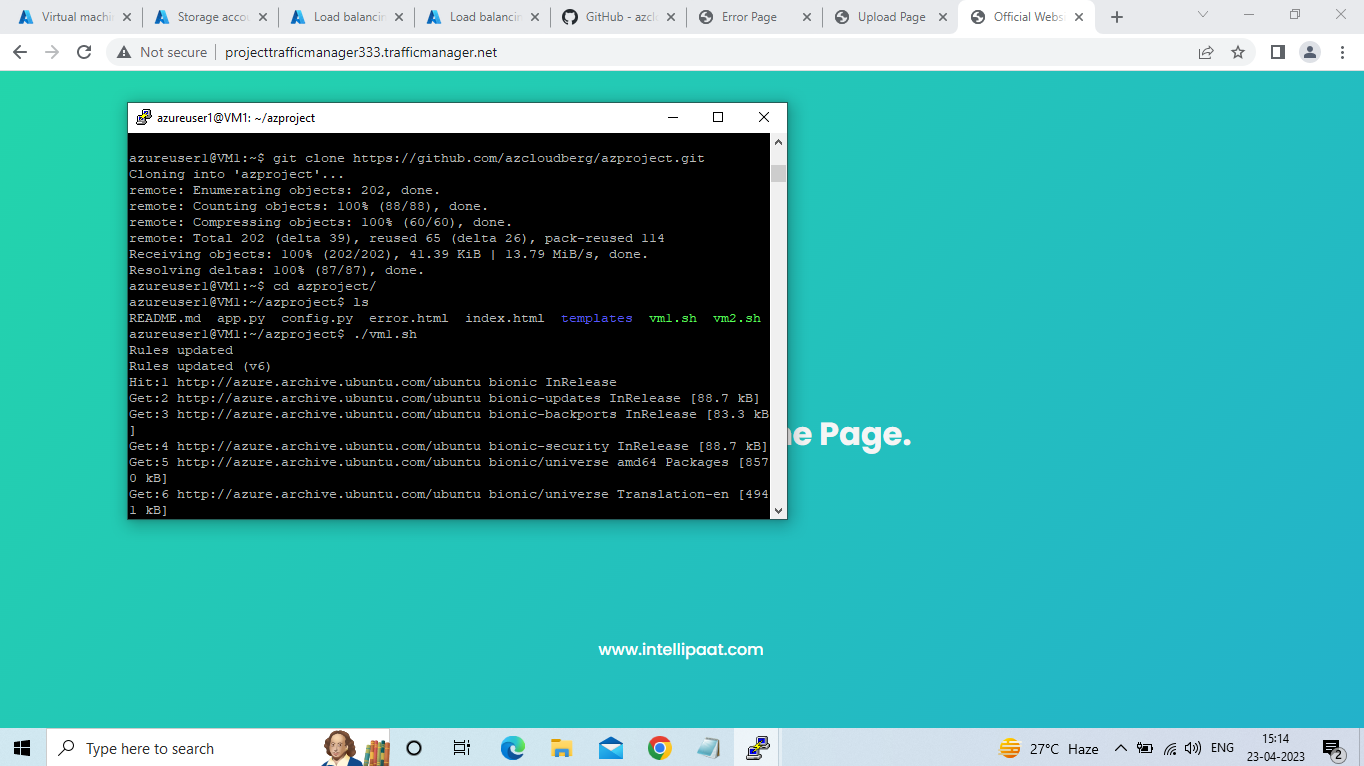 Virtual machi
Storage accou
Load balancin
Load balancin
GitHub - azcl
Error Page
Upload Page
Official Webs
Not secure
projecttrafficmanager333.trafficmanager.net
azureuser1@VM1: ~/azproject
azureuser1@VM1:~$ git clone https://github.com/azcloudberg/azproject.git
Cloning into 'azproject'...
remote: Enumerating objects: 202, done.
remote: Counting objects: 100% (88/88), done.
remote: Compressing objects: 100% (60/60), done.
remote: Total 202 (delta 39), reused 65 (delta 26), pack-reused 114
Receiving objects: 100% (202/202), 41.39 KiB | 13.79 MiB/s, done.
Resolving deltas: 100% (87/87), done.
azureuser1@VM1:~$ cd azproject/
azureuser1@VM1:~/azproject$ ls
README.md app.py config.py error.html index.html templates vm1.sh vm2.sh
azureuser1@VM1:~/azproject$ ./vm1.sh
Rules updated
Rules updated (v6)
Hit:1 http://azure.archive.ubuntu.com/ubuntu bionic InRelease
Get:2 http://azure.archive.ubuntu.com/ubuntu bionic-updates InRelease [88.7 kB]
Get:3 http://azure.archive.ubuntu.com/ubuntu bionic-backports InRelease [83.3 kB
]
Get:4 http://azure.archive.ubuntu.com/ubuntu bionic-security InRelease [88.7 kB]
Get:5 http://azure.archive.ubuntu.com/ubuntu bionic/universe amd64 Packages [857
0 kB]
Get:6 http://azure.archive.ubuntu.com/ubuntu bionic/universe Translation-en [494
1 kB]
Page.
www.intellipaat.com
Type here to search
27°C Haze
ENG
15:14
23-04-2023
2